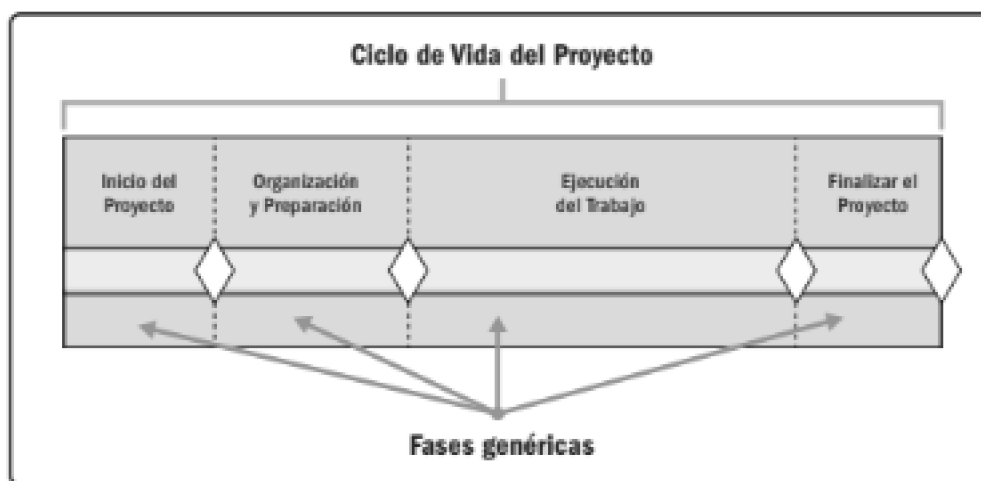 Ciclo de Vida del Proyecto
Inicio del
Proyecto
Organización
y Preparación
Ejecución
del Trabajo
Finalizar el
Proyecto
Fases genéricas